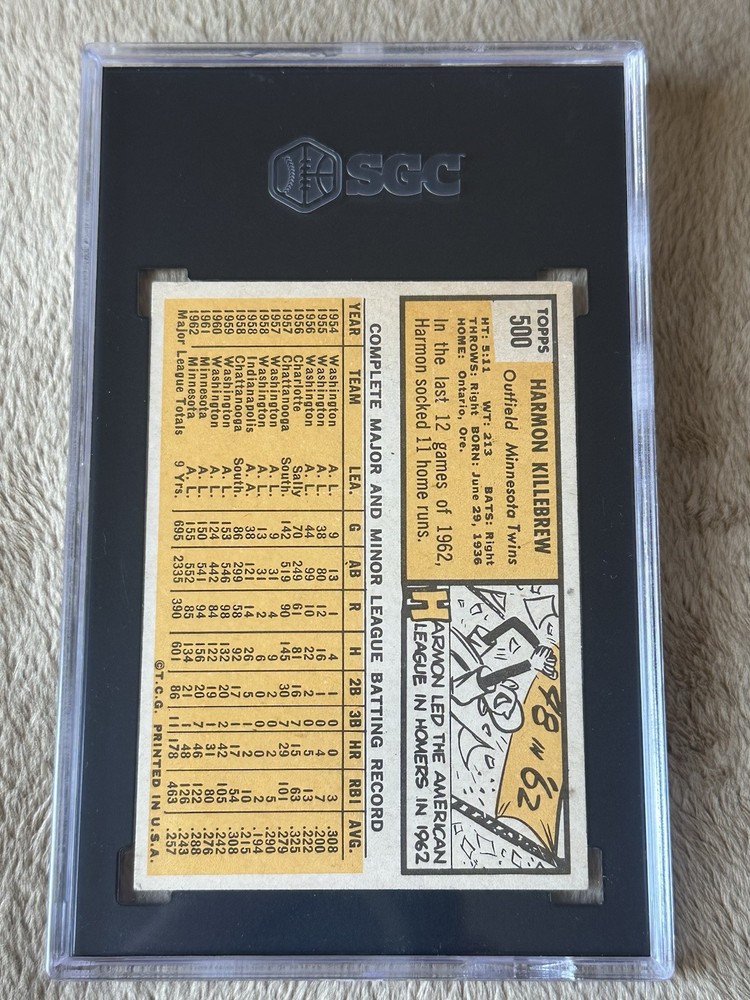 SGC
TOPPS
500
HARMON KILLEBREW
Outfield Minnesota Twins
HT: 5:11 WT: 213 BATS: Right
THROWS: Right BORN: June 29, 1936
HOME: Ontario, Ore.
In the last 12 games of 1962,
Harmon socked 11 home runs.
48 IN '62
HARMON LED THE AMERICAN
LEAGUE IN HOMERS IN 1962
COMPLETE MAJOR AND MINOR LEAGUE BATTING RECORD
YEAR TEAM LEA. G AB R H 2B 3B HR RBI AVG.
1954 Washington A. L. 9 13 1 4 1 0 0 3 .308
1955 Washington A. L. 38 80 12 16 1 0 4 7 .200
1956 Washington A. L. 44 99 10 22 2 0 5 13 .222
1956 Charlotte Sally 70 249 61 81 16 7 15 63 .325
1957 Chattanooga South. 142 519 90 145 30 7 29 101 .279
1957 Washington A. L. 9 31 4 9 2 0 2 5 .290
1958 Washington A. L. 13 31 2 6 0 0 0 2 .194
1958 Indianapolis A. A. 38 121 14 26 5 1 2 10 .215
1958 Chattanooga South. 86 299 58 92 17 1 17 54 .308
1959 Washington A. L. 153 546 98 132 20 2 42 105 .242
1960 Washington A. L. 124 442 84 122 19 1 31 80 .276
1961 Minnesota A. L. 150 541 94 156 20 7 46 122 .288
1962 Minnesota A. L. 155 552 85 134 21 1 48 126 .243
Major League Totals 9 Yrs. 695 2335 390 601 86 11 178 463 .257
©T.C.G. PRINTED IN U.S.A.